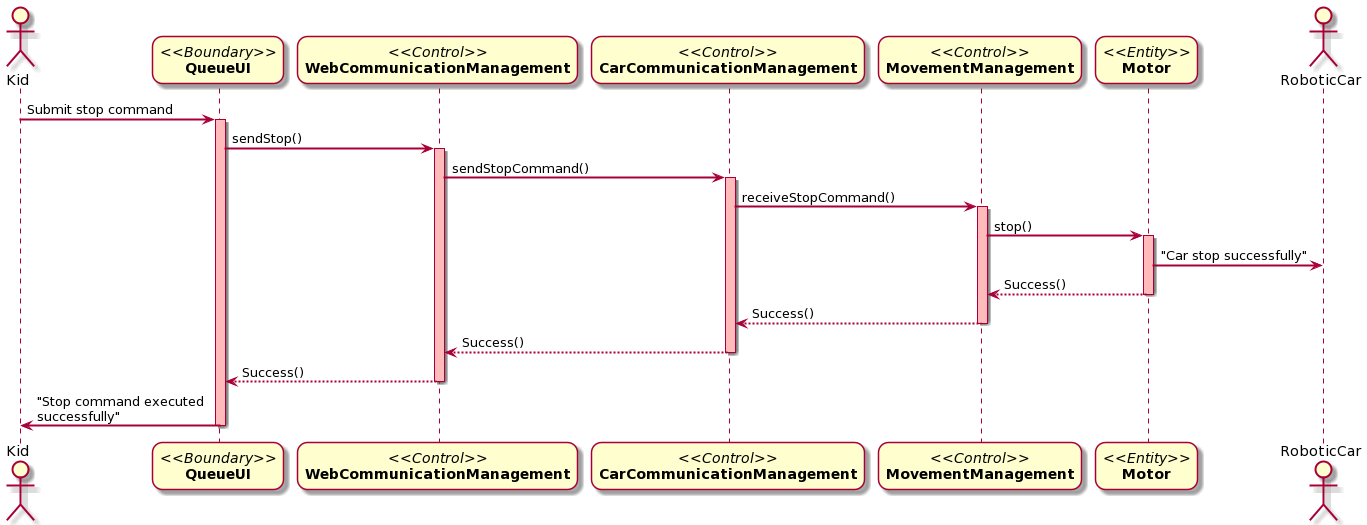 Kid
<<Boundary>>
QueueUI
<<Control>>
WebCommunicationManagement
<<Control>>
CarCommunicationManagement
<<Control>>
MovementManagement
<<Entity>>
Motor
RoboticCar
Submit stop command
sendStop()
sendStopCommand()
receiveStopCommand()
stop()
"Car stop successfully"
Success()
Success()
Success()
Success()
"Stop command executed
successfully"
Kid
<<Boundary>>
QueueUI
<<Control>>
WebCommunicationManagement
<<Control>>
CarCommunicationManagement
<<Control>>
MovementManagement
<<Entity>>
Motor
RoboticCar